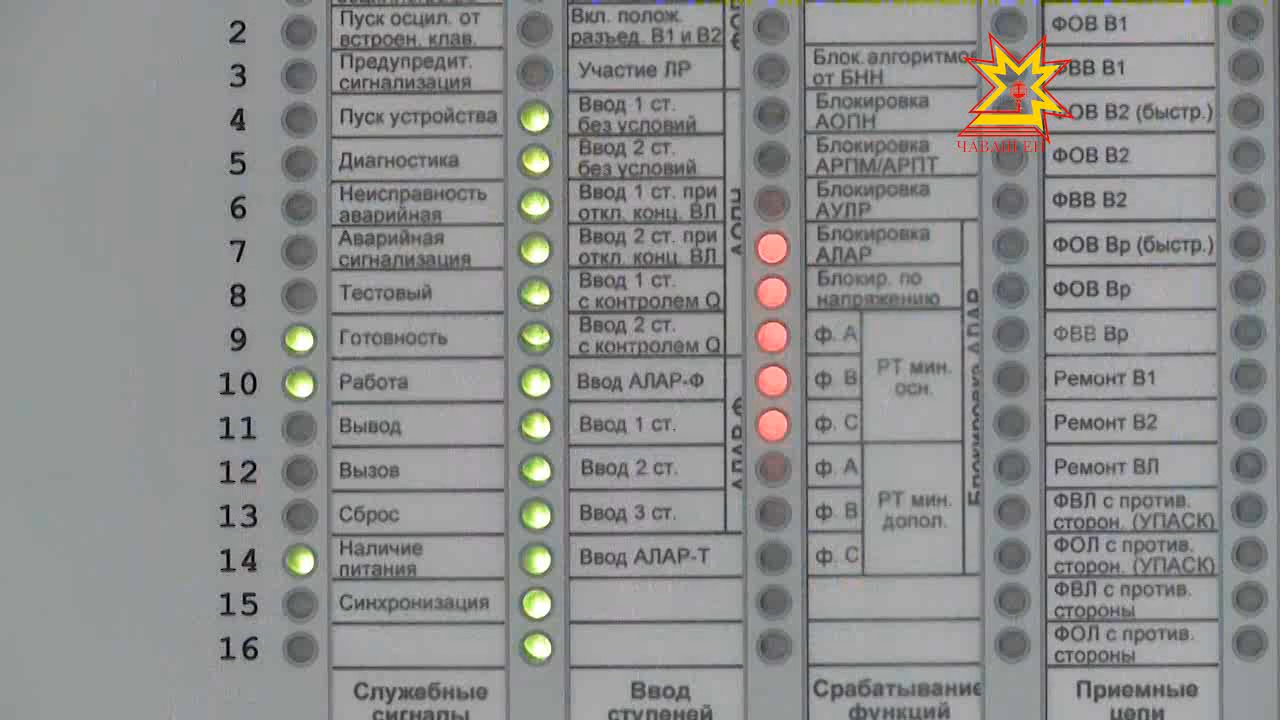 2
Пуск осцил. от
встроен. клав.
3
Предупредит.
сигнализация
4
Пуск устройства
5
Диагностика
6
Неисправность
аварийная
7
Аварийная
сигнализация
8
Тестовый
9
Готовность
10
Работа
11
Вывод
12
Вызов
13
Сброс
14
Наличие
питания
15
Синхронизация
16
Служебные
сигналы
Вкл. полож.
разъед. В1 и В2
Участие ЛР
Ввод 1 ст.
без условий
Ввод 2 ст.
без условий
Ввод 1 ст. при
откл. конц. ВЛ
Ввод 2 ст. при
откл. конц. ВЛ
Ввод 1 ст.
с контролем Q
Ввод 2 ст.
с контролем Q
Ввод АЛАР-Ф
Ввод 1 ст.
Ввод 2 ст.
Ввод 3 ст.
Ввод АЛАР-Т
Ввод
ступеней
Блок.алгоритмов
от БНН
Блокировка
АОПН
Блокировка
АРПМ/АРПТ
Блокировка
АУЛР
Блокировка
АЛАР
Блокир. по
напряжению
ф. А
ф. В
ф. С
РТ мин.
осн.
ф. А
ф. В
ф. С
РТ мин.
допол.
Блокировка АЛАР
Срабатывание
функций
ФОВ В1
ФВВ В1
ФОВ В2 (быстр.)
ФОВ В2
ФВВ В2
ФОВ Вр (быстр.)
ФОВ Вр
ФВВ Вр
Ремонт В1
Ремонт В2
Ремонт ВЛ
ФВЛ с против.
сторон. (УПАСК)
ФОЛ с против.
сторон. (УПАСК)
ФВЛ с против.
стороны
ФОЛ с против.
стороны
Приемные
цепи